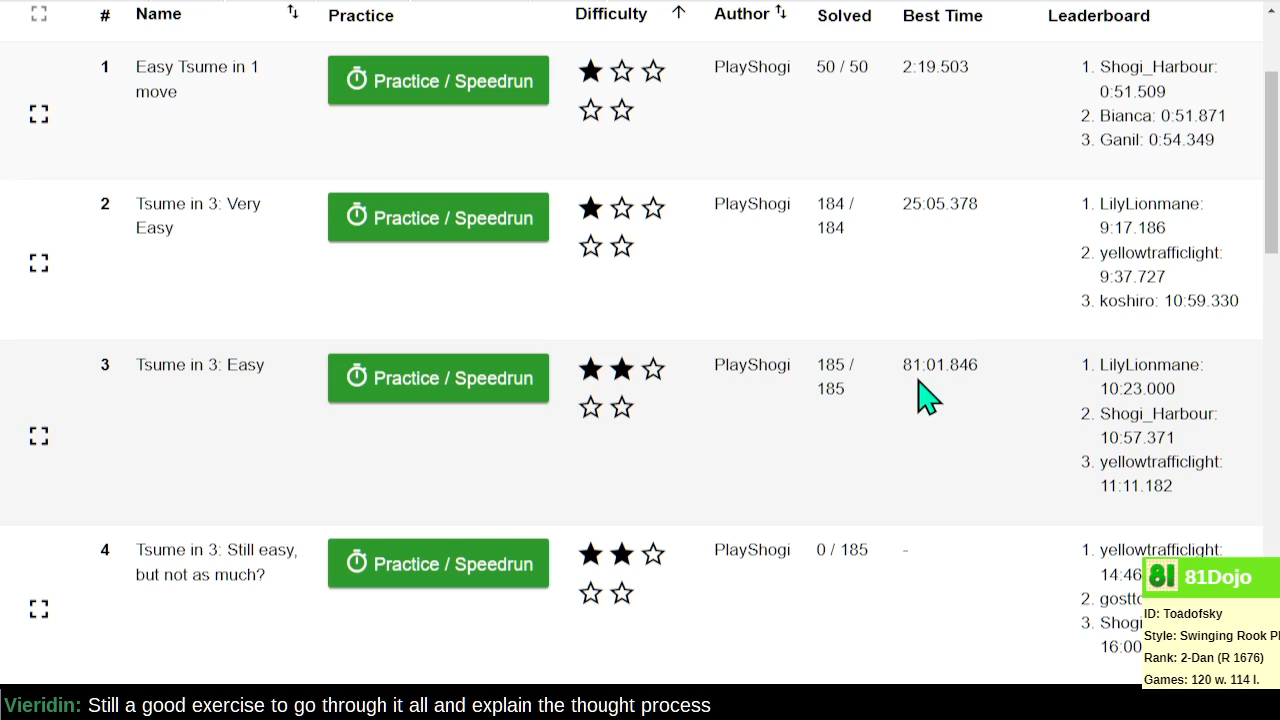 # Name Practice Difficulty Author Solved Best Time Leaderboard
1 Easy Tsume in 1 move Practice / Speedrun PlayShogi 50 / 50 2:19.503
1. Shogi_Harbour: 0:51.509
2. Bianca: 0:51.871
3. Ganil: 0:54.349
2 Tsume in 3: Very Easy Practice / Speedrun PlayShogi 184 / 184 25:05.378
1. LilyLionmane: 9:17.186
2. yellowtrafficlight: 9:37.727
3. koshiro: 10:59.330
3 Tsume in 3: Easy Practice / Speedrun PlayShogi 185 / 185 81:01.846
1. LilyLionmane: 10:23.000
2. Shogi_Harbour: 10:57.371
3. yellowtrafficlight: 11:11.182
4 Tsume in 3: Still easy, but not as much? Practice / Speedrun PlayShogi 0 / 185 -
1. yellowtrafficlight: 14:46
2.
3.
16:00
81 81Dojo
ID: Toadofsky
Style: Swinging Rook
Rank: 2-Dan (R 1676)
Games: 120 w. 114 l.
Vieridin: Still a good exercise to go through it all and explain the thought process